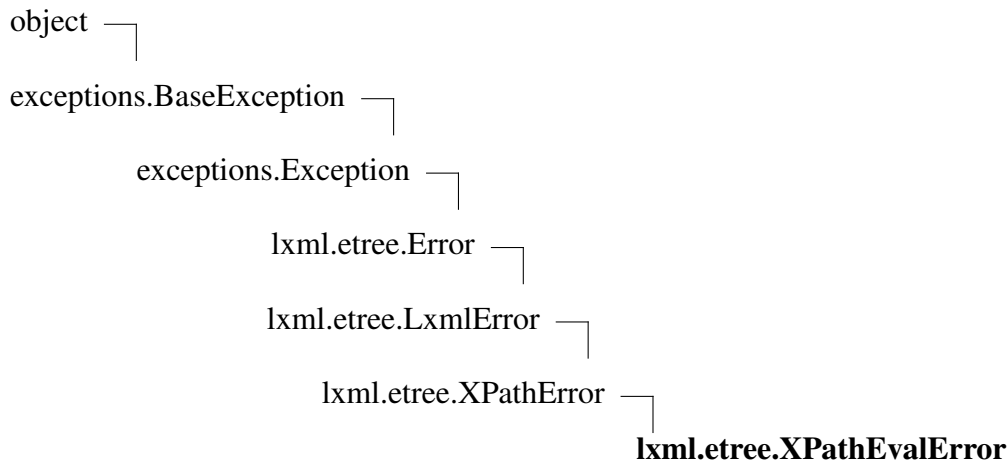 object
exceptions.BaseException
exceptions.Exception
lxml.etree.Error
lxml.etree.LxmlError
lxml.etree.XPathError
lxml.etree.XPathEvalError